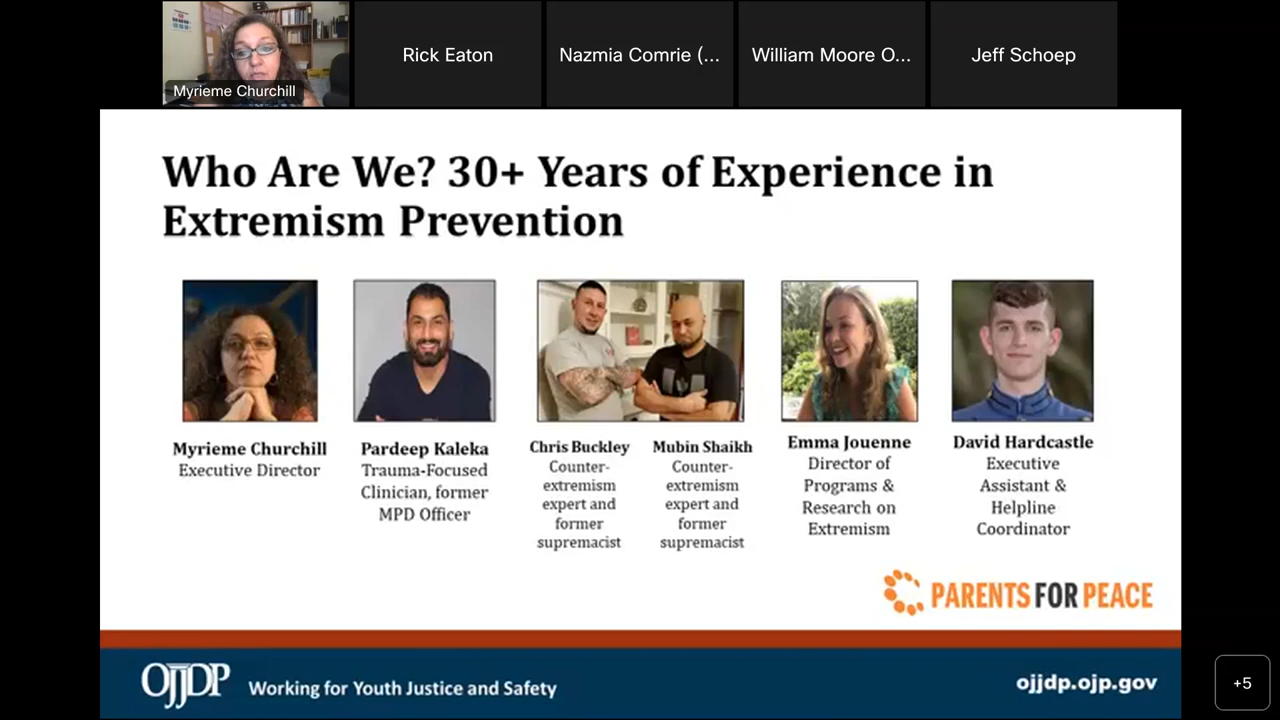 Myrieme Churchill
Rick Eaton
Nazmia Comrie (...
William Moore O...
Jeff Schoep
Who Are We? 30+ Years of Experience in
Extremism Prevention
Myrieme Churchill
Executive Director
Pardeep Kaleka
Trauma-Focused
Clinician, former
MPD Officer
Chris Buckley
Counter-
extremism
expert and
former
supremacist
Mubin Shaikh
Counter-
extremism
expert and
former
supremacist
Emma Jouenne
Director of
Programs &
Research on
Extremism
David Hardcastle
Executive
Assistant &
Helpline
Coordinator
PARENTS FOR PEACE
OJJDP
Working for Youth Justice and Safety
ojjdp.ojp.gov
+5